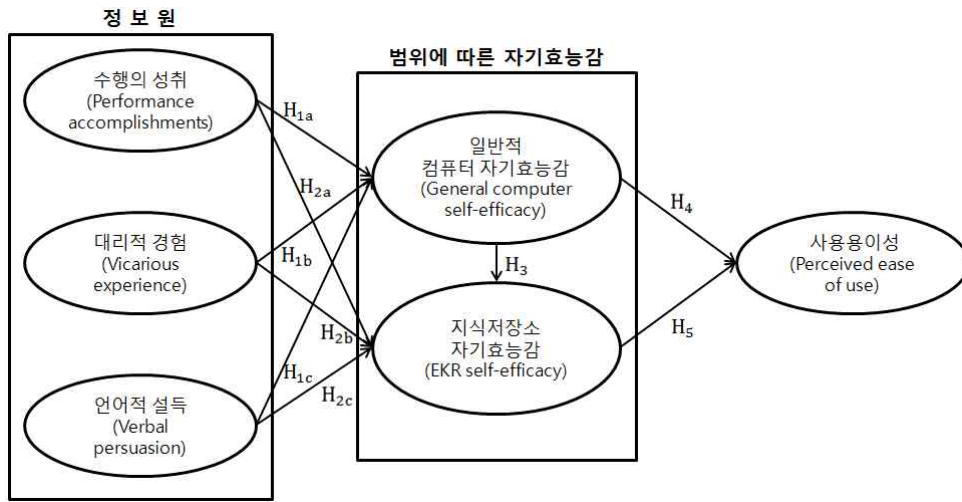 정 보 원
수행의 성취
(Performance
accomplishments)
대리적 경험
(Vicarious
experience)
언어적 설득
(Verbal
persuasion)
H1a
H2a
H1b
H2b
H1c
H2c
범위에 따른 자기효능감
일반적
컴퓨터 자기효능감
(General computer
self-efficacy)
H3
지식저장소
자기효능감
(EKR self-efficacy)
H4
H5
사용용이성
(Perceived ease
of use)